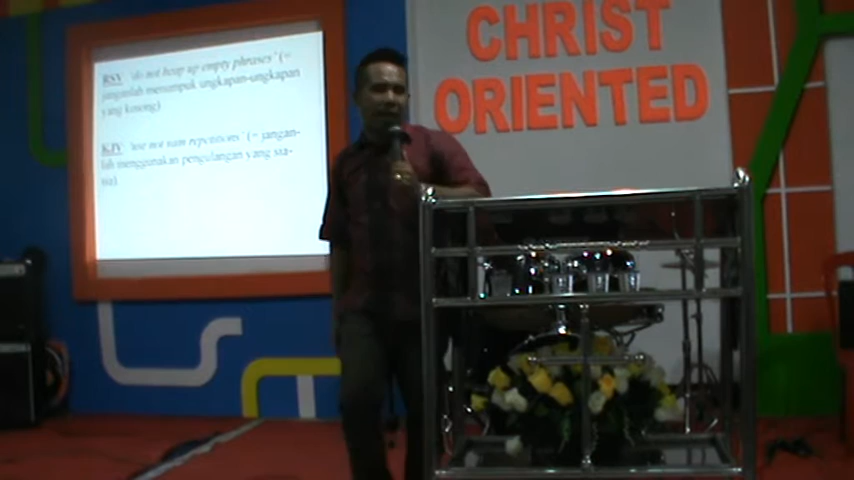 RSV 'do not heap up empty phrases' (=
janganlah menumpuk ungkapan-ungkapan
yang kosong)
KJV 'use not vain repetitions' (= jangan-
lah menggunakan pengulangan yang sia-
sia)
CHRIST
ORIENTED